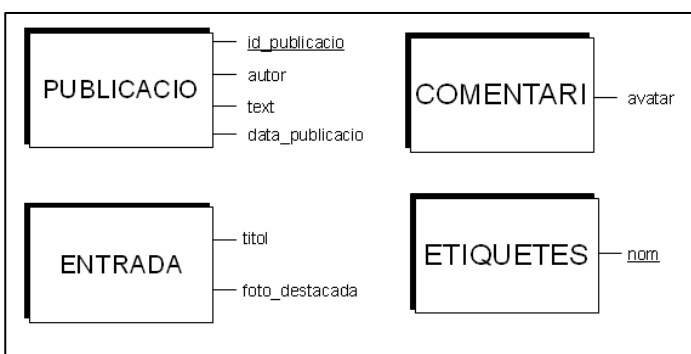 PUBLICACIO
id_publicacio
autor
text
data_publicacio
COMENTARI
avatar
ENTRADA
titol
foto_destacada
ETIQUETES
nom